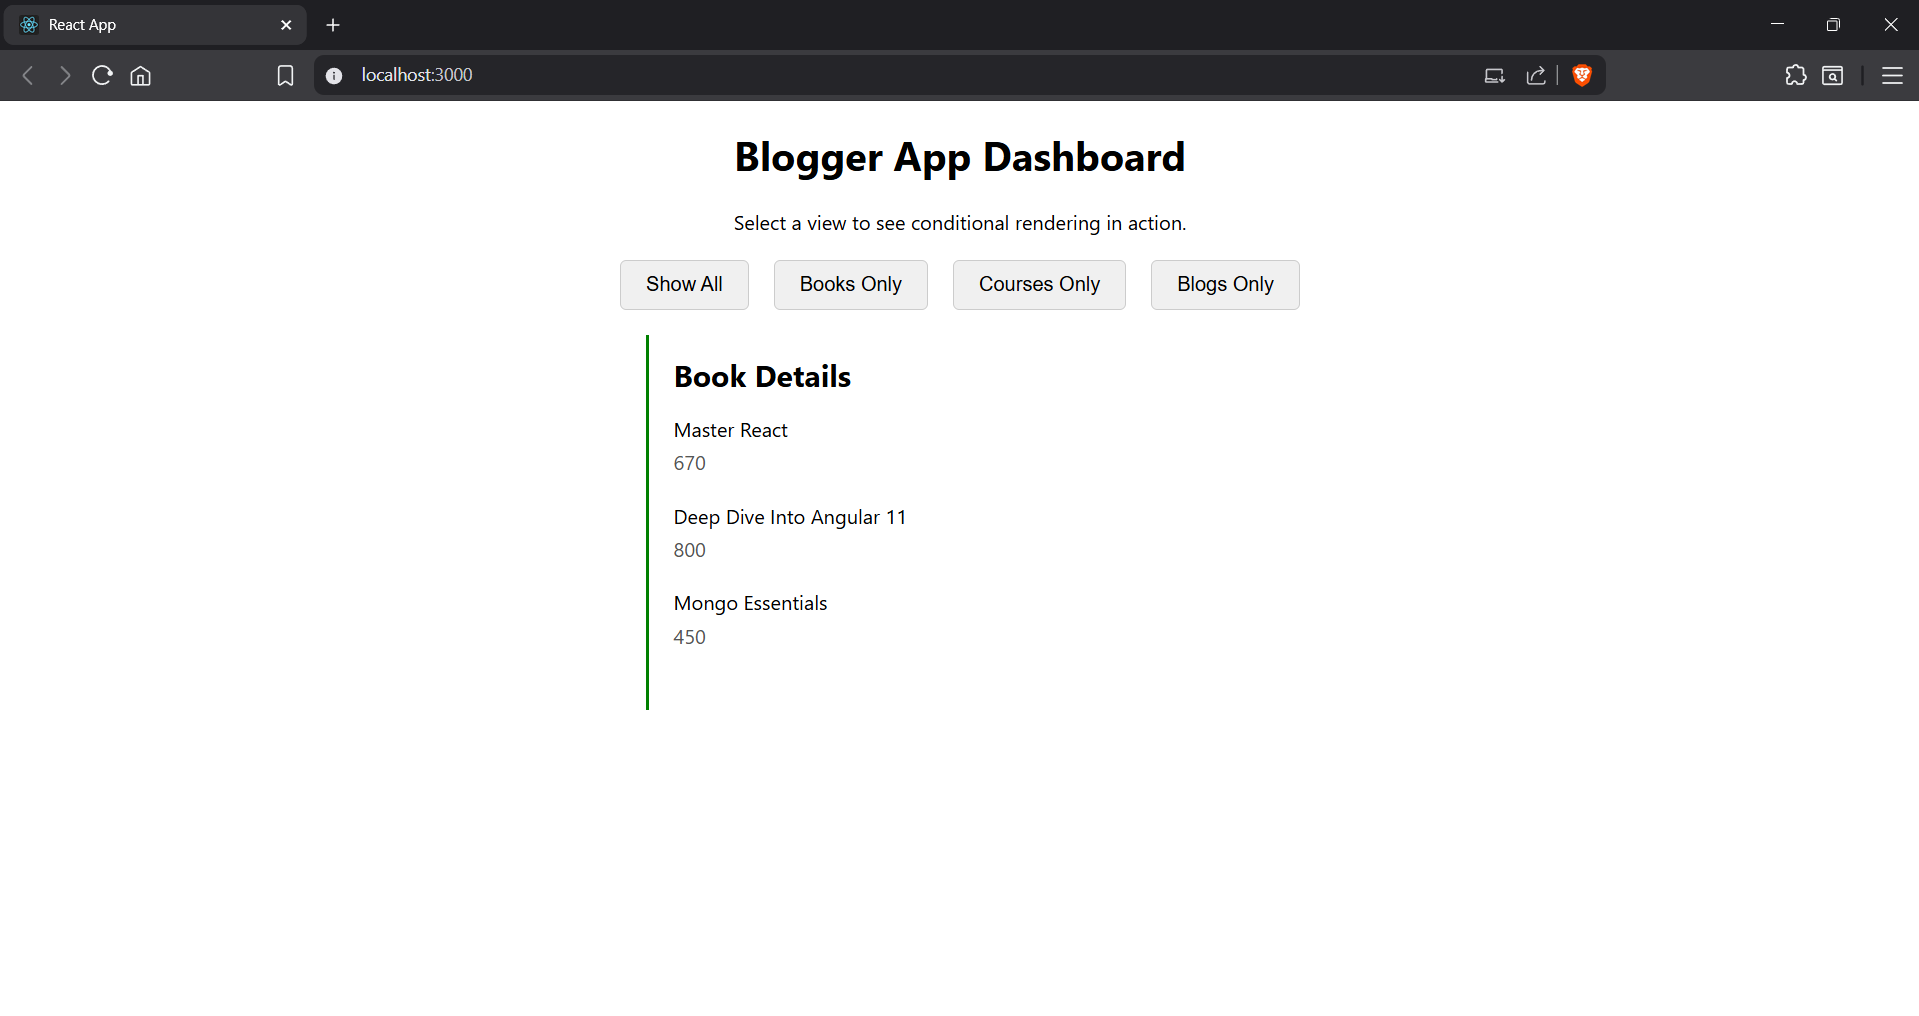 React App
localhost:3000
Blogger App Dashboard
Select a view to see conditional rendering in action.
Show All Books Only Courses Only Blogs Only
Book Details
Master React
670
Deep Dive Into Angular 11
800
Mongo Essentials
450